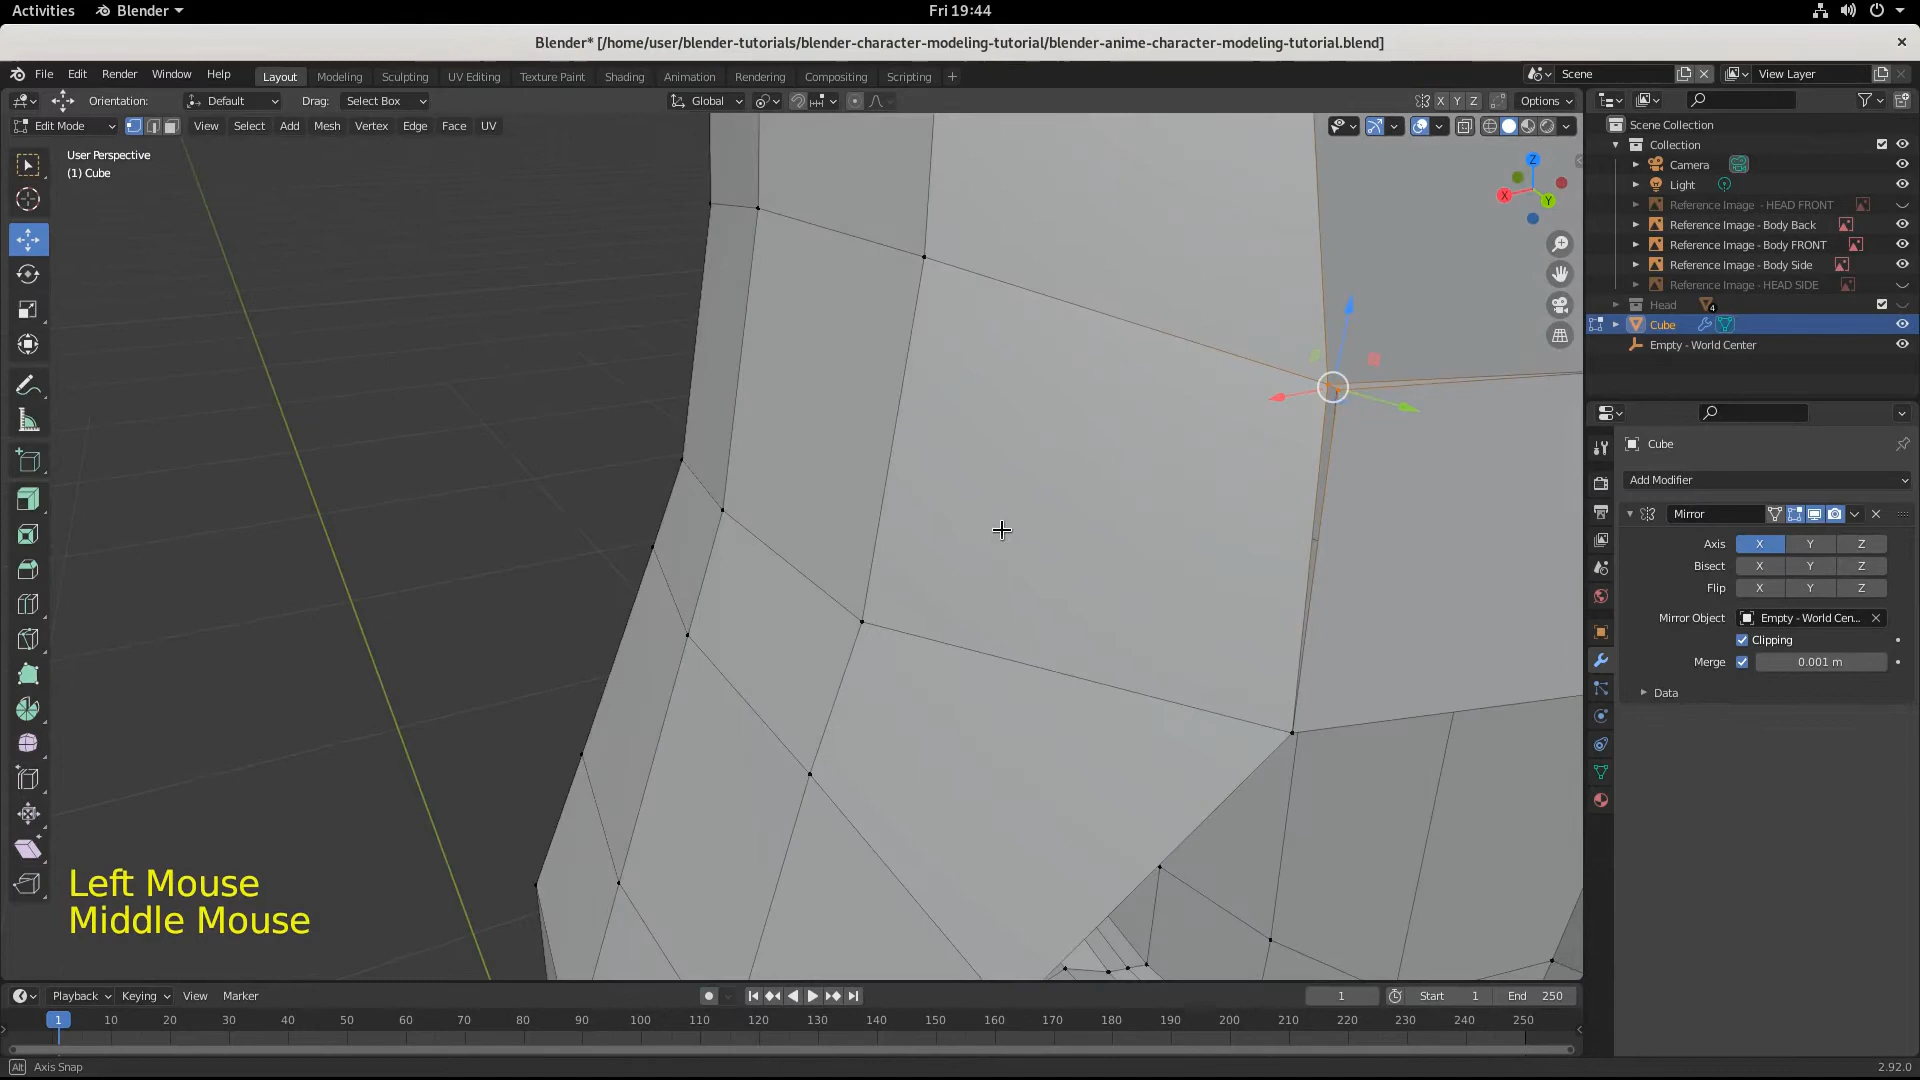 Activities Blender Fri 19:44
Blender* [/home/user/blender-tutorials/blender-character-modeling-tutorial/blender-anime-character-modeling-tutorial.blend]
File Edit Render Window Help Layout Modeling Sculpting UV Editing Texture Paint Shading Animation Rendering Compositing Scripting + Scene View Layer
Orientation: Default Drag: Select Box Global X Y Z Options
Edit Mode View Select Add Mesh Vertex Edge Face UV
User Perspective
(1) Cube
Z
X
Y
Scene Collection
Collection
Camera
Light
Reference Image - HEAD FRONT
Reference Image - Body Back
Reference Image - Body FRONT
Reference Image - Body Side
Reference Image - HEAD SIDE
Head 4
Cube
Empty - World Center
Cube
Add Modifier
Mirror
Axis X Y Z
Bisect X Y Z
Flip X Y Z
Mirror Object Empty - World Cen...
Clipping
Merge 0.001 m
Data
Left Mouse
Middle Mouse
Playback Keying View Marker 1 Start 1 End 250
1 10 20 30 40 50 60 70 80 90 100 110 120 130 140 150 160 170 180 190 200 210 220 230 240 250
Alt Axis Snap 2.92.0